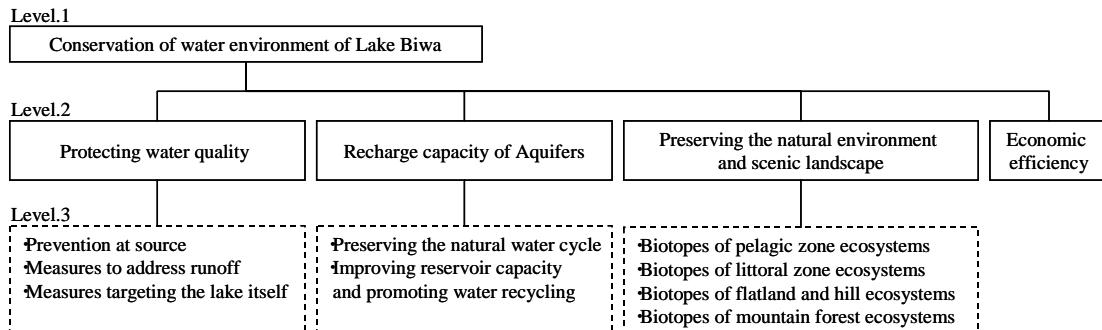 Level.1
Conservation of water environment of Lake Biwa
Level.2
Protecting water quality
Recharge capacity of Aquifers
Preserving the natural environment
and scenic landscape
Economic
efficiency
Level.3
·Prevention at source
·Measures to address runoff
·Measures targeting the lake itself
·Preserving the natural water cycle
·Improving reservoir capacity
and promoting water recycling
·Biotopes of pelagic zone ecosystems
·Biotopes of littoral zone ecosystems
·Biotopes of flatland and hill ecosystems
·Biotopes of mountain forest ecosystems